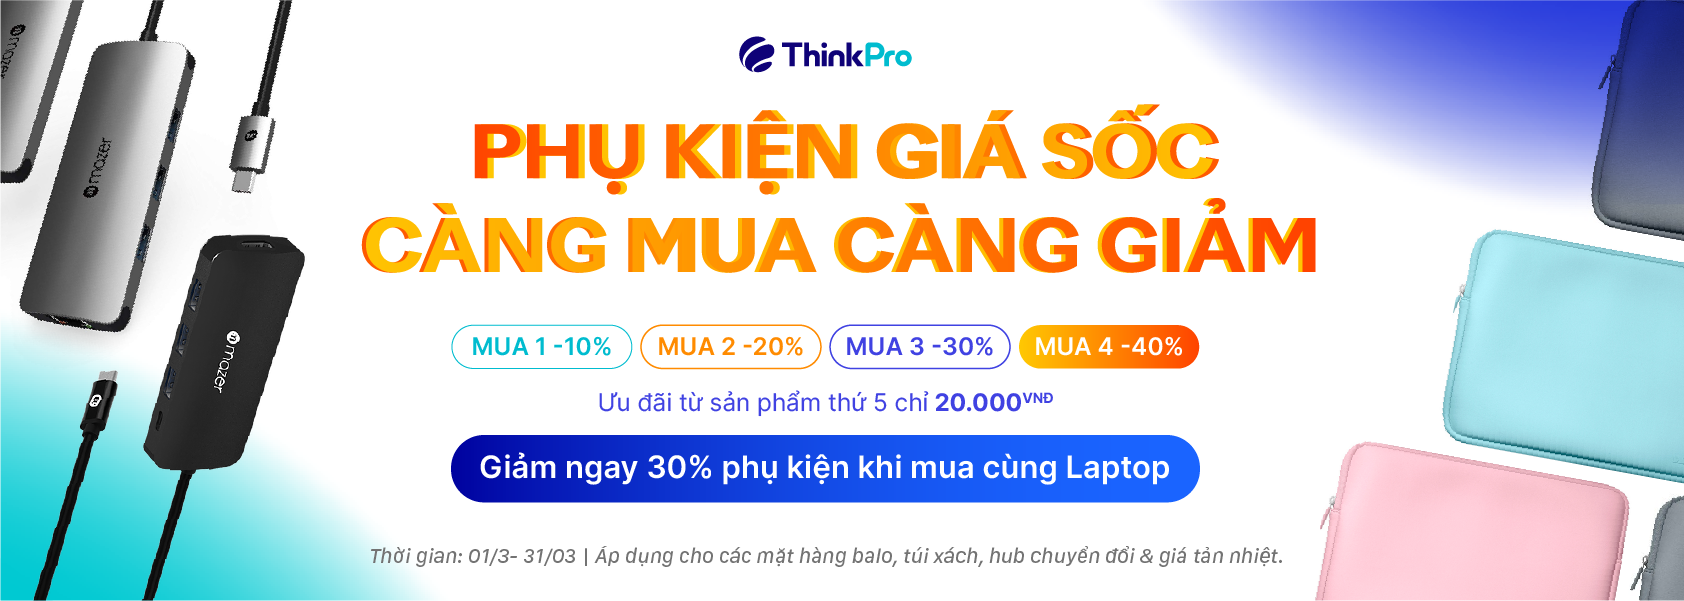 ThinkPro
PHỤ KIỆN GIÁ SỐC
CÀNG MUA CÀNG GIẢM
MUA 1 -10% MUA 2 -20% MUA 3 -30% MUA 4 -40%
Ưu đãi từ sản phẩm thứ 5 chỉ 20.000VNĐ
Giảm ngay 30% phụ kiện khi mua cùng Laptop
Thời gian: 01/3- 31/03 | Áp dụng cho các mặt hàng balo, túi xách, hub chuyển đổi & giá tản nhiệt.
mazer
mazer
mazer